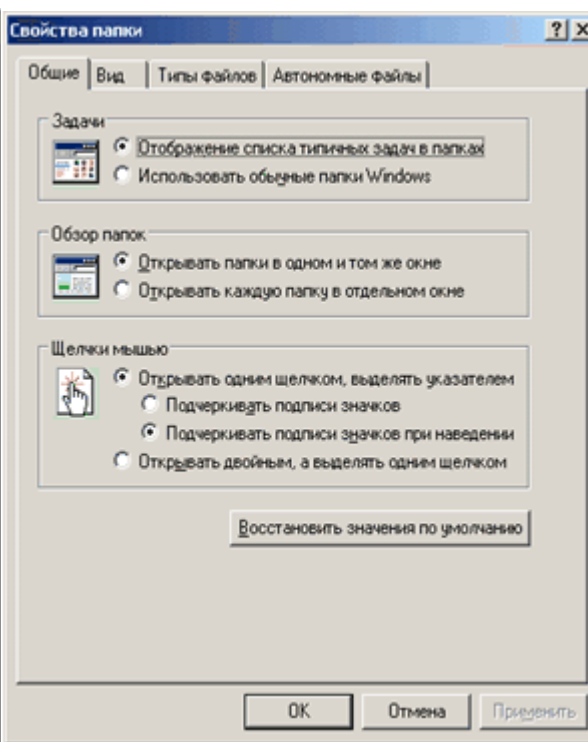 Свойства папки
Общие Вид Типы файлов Автономные файлы
Задачи
Отображение списка типичных задач в папках
Использовать обычные папки Windows
Обзор папок
Открывать папки в одном и том же окне
Открывать каждую папку в отдельном окне
Щелчки мышью
Открывать одним щелчком, выделять указателем
Подчеркивать подписи значков
Подчеркивать подписи значков при наведении
Открывать двойным, а выделять одним щелчком
Восстановить значения по умолчанию
OK Отмена Применить